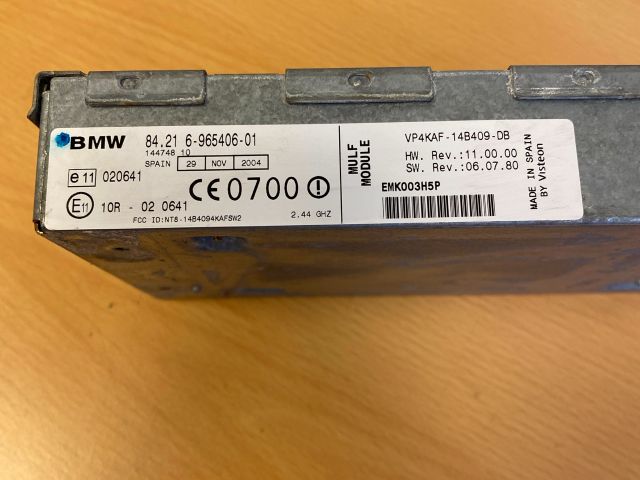 BMW 84.21 6-965406-01
144748 10
SPAIN 29 NOV 2004
e11 020641
CE0700
E11 10R - 02 0641
FCC ID:NT8-14B4094KAFSW2 2.44 GHZ
MULF
MODULE
VP4KAF-14B409-DB
HW. Rev.:11.00.00
SW. Rev.:06.07.80
EMK003H5P
MADE IN SPAIN
BY Visteon